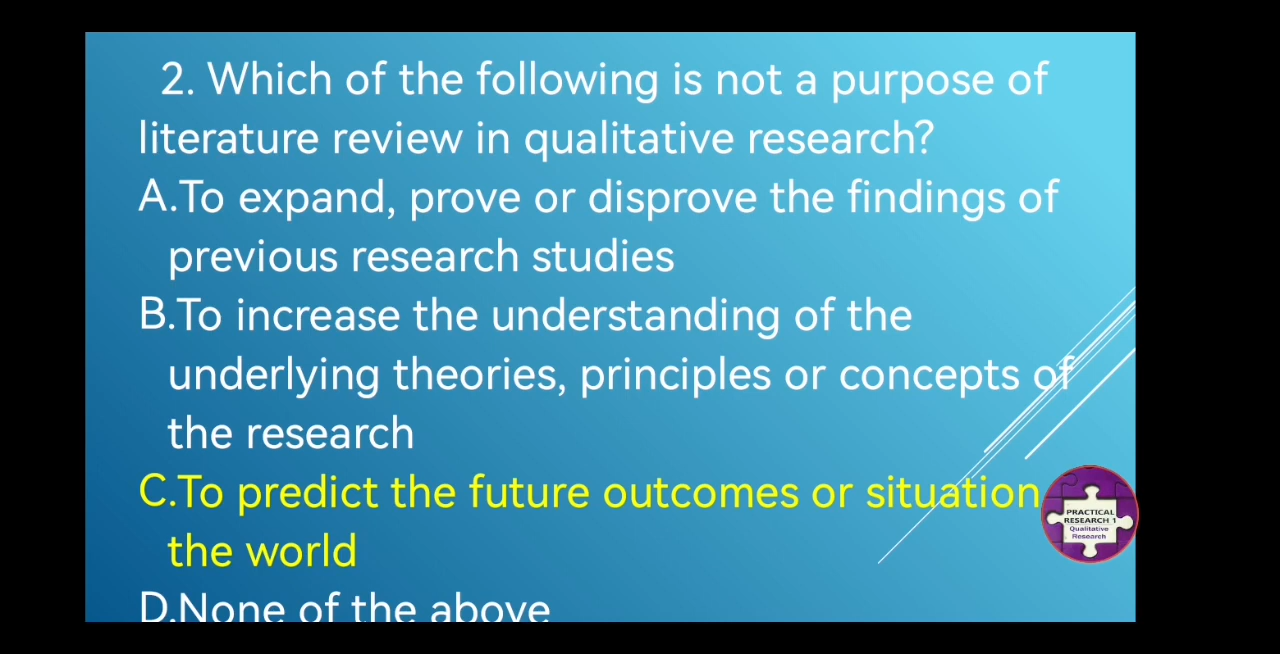 2. Which of the following is not a purpose of
literature review in qualitative research?
A.To expand, prove or disprove the findings of
previous research studies
B.To increase the understanding of the
underlying theories, principles or concepts of
the research
C.To predict the future outcomes or situation
the world
D.None of the above
PRACTICAL
RESEARCH 1
Qualitative
Research